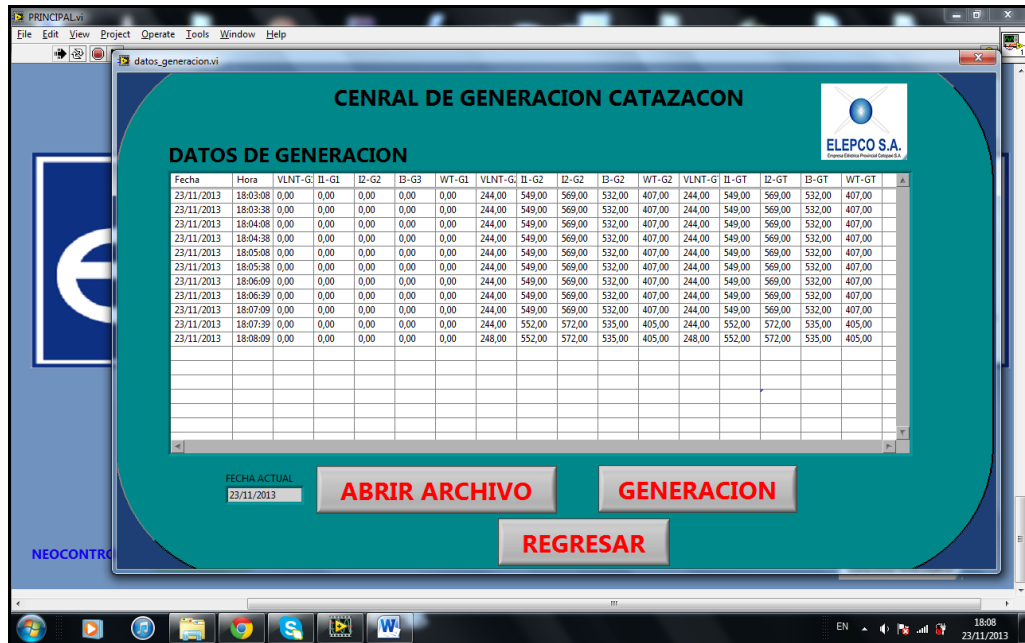 PRINCIPAL.vi
File Edit View Project Operate Tools Window Help
datos_generacion.vi
CENRAL DE GENERACION CATAZACON
ELEPCO S.A.
Empresa Eléctrica Provincial Cotopaxi S.A.
DATOS DE GENERACION
Fecha Hora VLNT-G1 I1-G1 I2-G2 I3-G3 WT-G1 VLNT-G2 I1-G2 I2-G2 I3-G2 WT-G2 VLNT-GT I1-GT I2-GT I3-GT WT-GT
23/11/2013 18:03:08 0,00 0,00 0,00 0,00 0,00 244,00 549,00 569,00 532,00 407,00 244,00 549,00 569,00 532,00 407,00
23/11/2013 18:03:38 0,00 0,00 0,00 0,00 0,00 244,00 549,00 569,00 532,00 407,00 244,00 549,00 569,00 532,00 407,00
23/11/2013 18:04:08 0,00 0,00 0,00 0,00 0,00 244,00 549,00 569,00 532,00 407,00 244,00 549,00 569,00 532,00 407,00
23/11/2013 18:04:38 0,00 0,00 0,00 0,00 0,00 244,00 549,00 569,00 532,00 407,00 244,00 549,00 569,00 532,00 407,00
23/11/2013 18:05:08 0,00 0,00 0,00 0,00 0,00 244,00 549,00 569,00 532,00 407,00 244,00 549,00 569,00 532,00 407,00
23/11/2013 18:05:38 0,00 0,00 0,00 0,00 0,00 244,00 549,00 569,00 532,00 407,00 244,00 549,00 569,00 532,00 407,00
23/11/2013 18:06:09 0,00 0,00 0,00 0,00 0,00 244,00 549,00 569,00 532,00 407,00 244,00 549,00 569,00 532,00 407,00
23/11/2013 18:06:39 0,00 0,00 0,00 0,00 0,00 244,00 549,00 569,00 532,00 407,00 244,00 549,00 569,00 532,00 407,00
23/11/2013 18:07:09 0,00 0,00 0,00 0,00 0,00 244,00 549,00 569,00 532,00 407,00 244,00 549,00 569,00 532,00 407,00
23/11/2013 18:07:39 0,00 0,00 0,00 0,00 0,00 244,00 552,00 572,00 535,00 405,00 244,00 552,00 572,00 535,00 405,00
23/11/2013 18:08:09 0,00 0,00 0,00 0,00 0,00 248,00 552,00 572,00 535,00 405,00 248,00 552,00 572,00 535,00 405,00
FECHA ACTUAL
23/11/2013
ABRIR ARCHIVO
GENERACION
REGRESAR
NEOCONTRO
EN
18:08
23/11/2013